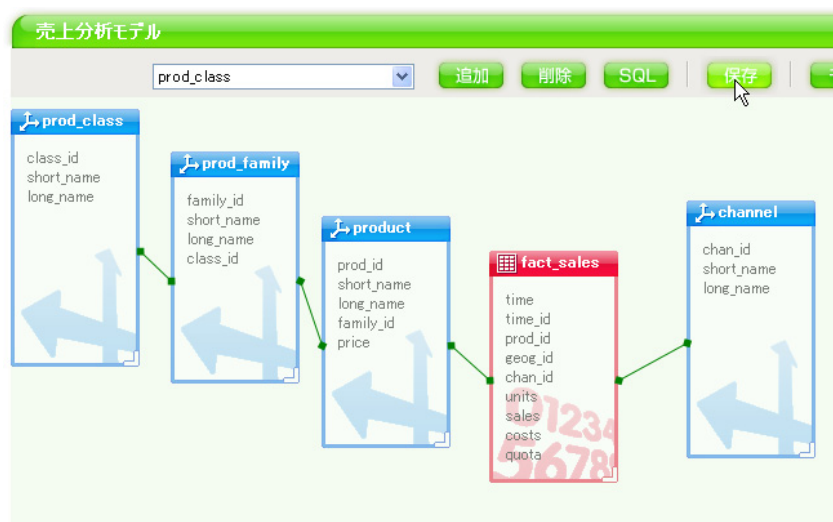 売上分析モデル
prod_class
追加
削除
SQL
保存
prod_class
class_id
short_name
long_name
prod_family
family_id
short_name
long_name
class_id
product
prod_id
short_name
long_name
family_id
price
fact_sales
time
time_id
prod_id
geog_id
chan_id
units
sales
costs
quota
01234
56789
channel
chan_id
short_name
long_name